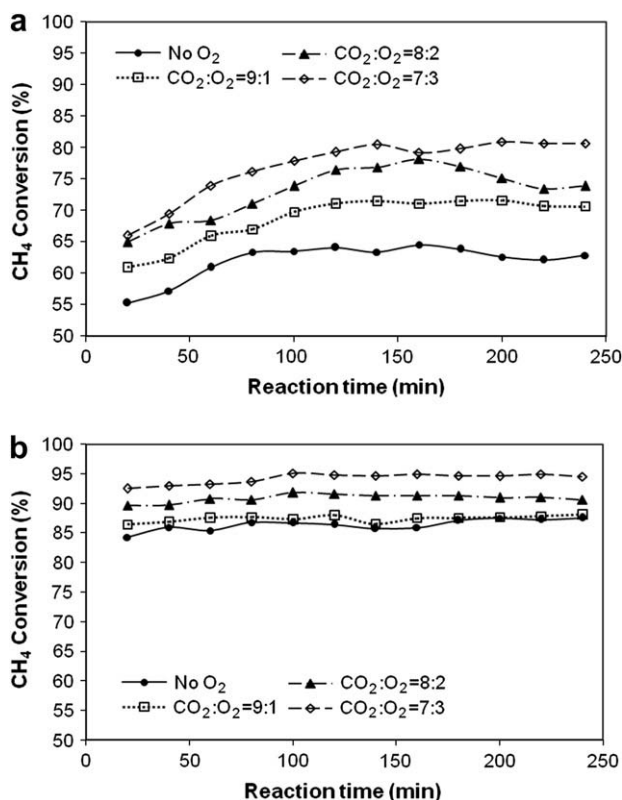 a
100
95
90
85
80
75
70
65
60
55
50
CH₄ Conversion (%)
No O₂
CO₂:O₂=8:2
CO₂:O₂=9:1
CO₂:O₂=7:3
0
50
100
150
200
250
Reaction time (min)
b
100
95
90
85
80
75
70
65
60
55
50
CH₄ Conversion (%)
No O₂
CO₂:O₂=8:2
CO₂:O₂=9:1
CO₂:O₂=7:3
0
50
100
150
200
250
Reaction time (min)